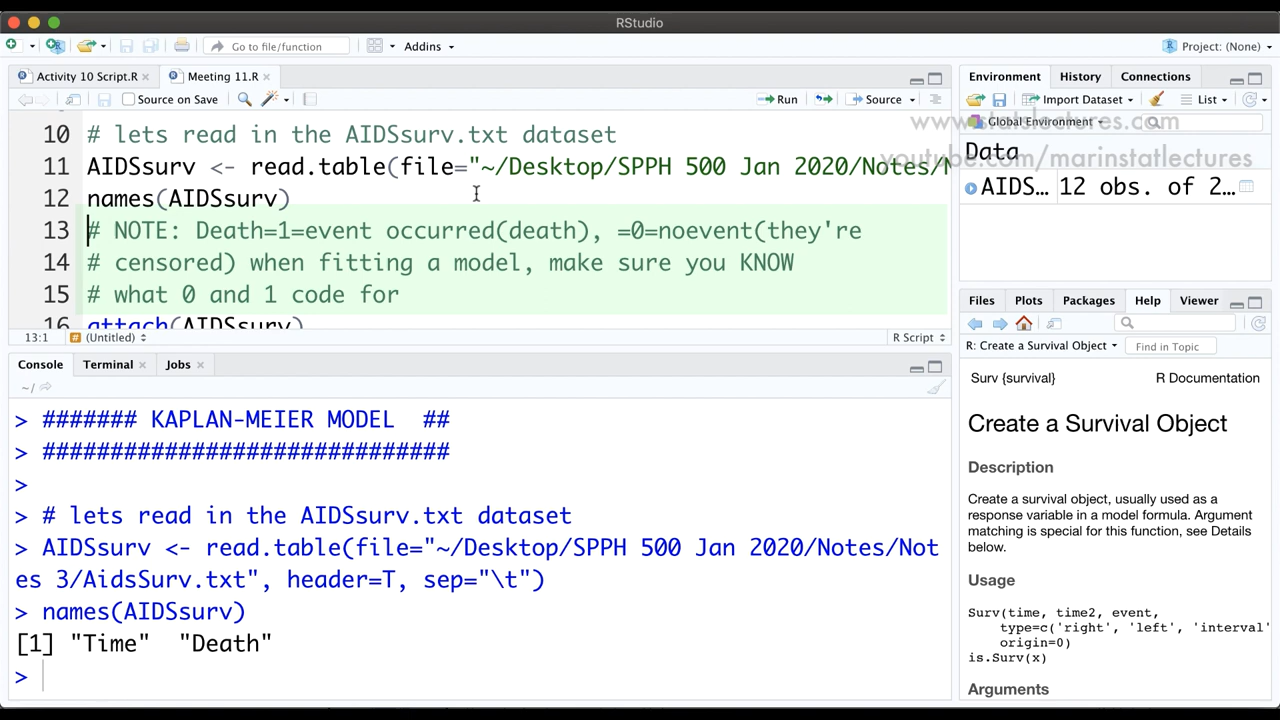 RStudio
Go to file/function
Addins
Project: (None)
Activity 10 Script.R
Meeting 11.R
Source on Save
Run
Source
10 # lets read in the AIDSsurv.txt dataset
11 AIDSsurv <- read.table(file="~/Desktop/SPPH 500 Jan 2020/Notes/N
12 names(AIDSsurv)
13 # NOTE: Death=1=event occurred(death), =0=noevent(they're
14 # censored) when fitting a model, make sure you KNOW
15 # what 0 and 1 code for
16 attach(AIDSsurv)
13:1 (Untitled) R Script
Console Terminal Jobs
~/
> ####### KAPLAN-MEIER MODEL  ##
> ##############################
>
> # lets read in the AIDSsurv.txt dataset
> AIDSsurv <- read.table(file="~/Desktop/SPPH 500 Jan 2020/Notes/Not
es 3/AidsSurv.txt", header=T, sep="\t")
> names(AIDSsurv)
[1] "Time"  "Death"
>
Environment History Connections
Import Dataset List
Global Environment
www.statslectures.com
Data
youtube.com/marinstatlectures
AIDS... 12 obs. of 2...
Files Plots Packages Help Viewer
R: Create a Survival Object Find in Topic
Surv {survival} R Documentation
Create a Survival Object
Description
Create a survival object, usually used as a
response variable in a model formula. Argument
matching is special for this function, see Details
below.
Usage
Surv(time, time2, event,
type=c('right', 'left', 'interval'
origin=0)
is.Surv(x)
Arguments